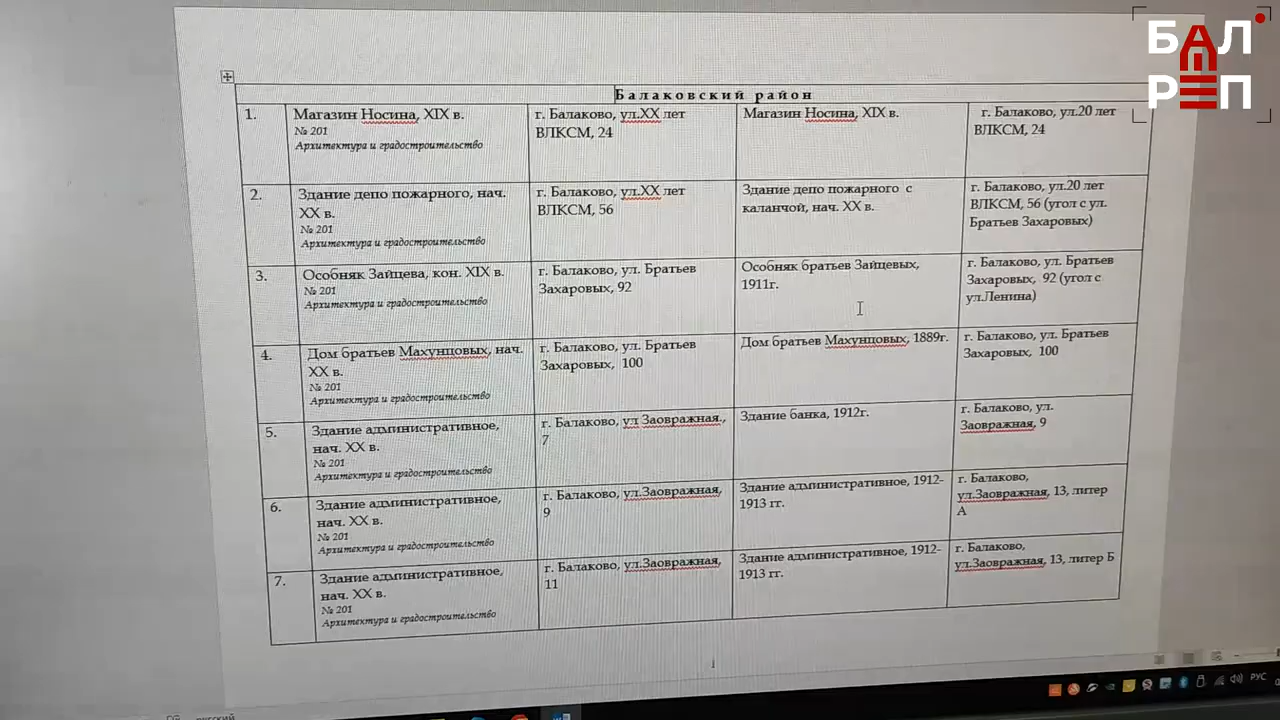 БАЛ
РЕП
Балаковский район
1.
Магазин Носина, XIX в.
№ 201
Архитектура и градостроительство
г. Балаково, ул.XX лет
ВЛКСМ, 24
Магазин Носина, XIX в.
г. Балаково, ул.20 лет
ВЛКСМ, 24
2.
Здание депо пожарного, нач.
XX в.
№ 201
Архитектура и градостроительство
г. Балаково, ул.XX лет
ВЛКСМ, 56
Здание депо пожарного с
каланчой, нач. XX в.
г. Балаково, ул.20 лет
ВЛКСМ, 56 (угол с ул.
Братьев Захаровых)
3.
Особняк Зайцева, кон. XIX в.
№ 201
Архитектура и градостроительство
г. Балаково, ул. Братьев
Захаровых, 92
Особняк братьев Зайцевых,
1911г.
г. Балаково, ул. Братьев
Захаровых, 92 (угол с
ул.Ленина)
4.
Дом братьев Махунцовых, нач.
XX в.
№ 201
Архитектура и градостроительство
г. Балаково, ул. Братьев
Захаровых, 100
Дом братьев Махунцовых, 1889г.
г. Балаково, ул. Братьев
Захаровых, 100
5.
Здание административное,
нач. XX в.
№ 201
Архитектура и градостроительство
г. Балаково, ул Заовражная.,
7
Здание банка, 1912г.
г. Балаково, ул.
Заовражная, 9
6.
Здание административное,
нач. XX в.
№ 201
Архитектура и градостроительство
г. Балаково, ул.Заовражная,
9
Здание административное, 1912-
1913 гг.
г. Балаково,
ул.Заовражная, 13, литер
А
7.
Здание административное,
нач. XX в.
№ 201
Архитектура и градостроительство
г. Балаково, ул.Заовражная,
11
Здание административное, 1912-
1913 гг.
г. Балаково,
ул.Заовражная, 13, литер Б
РУС